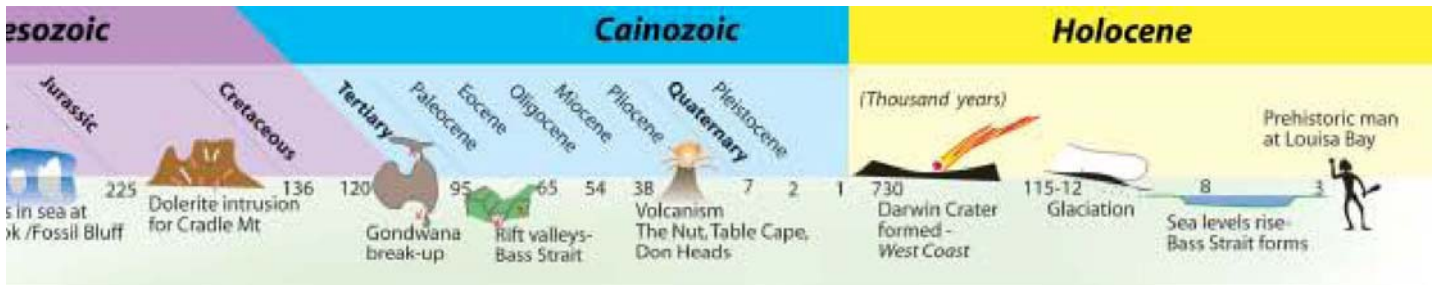 esozoic
Cainozoic
Holocene
Jurassic
Cretaceous
Tertiary
Paleocene
Eocene
Oligocene
Miocene
Pliocene
Quaternary
Pleistocene
(Thousand years)
Prehistoric man
at Louisa Bay
225
136
120
95
65
54
38
7
2
1
730
115-12
8
3
s in sea at
ok /Fossil Bluff
Dolerite intrusion
for Cradle Mt
Gondwana
break-up
Rift valleys-
Bass Strait
Volcanism
The Nut, Table Cape,
Don Heads
Darwin Crater
formed -
West Coast
Glaciation
Sea levels rise-
Bass Strait forms